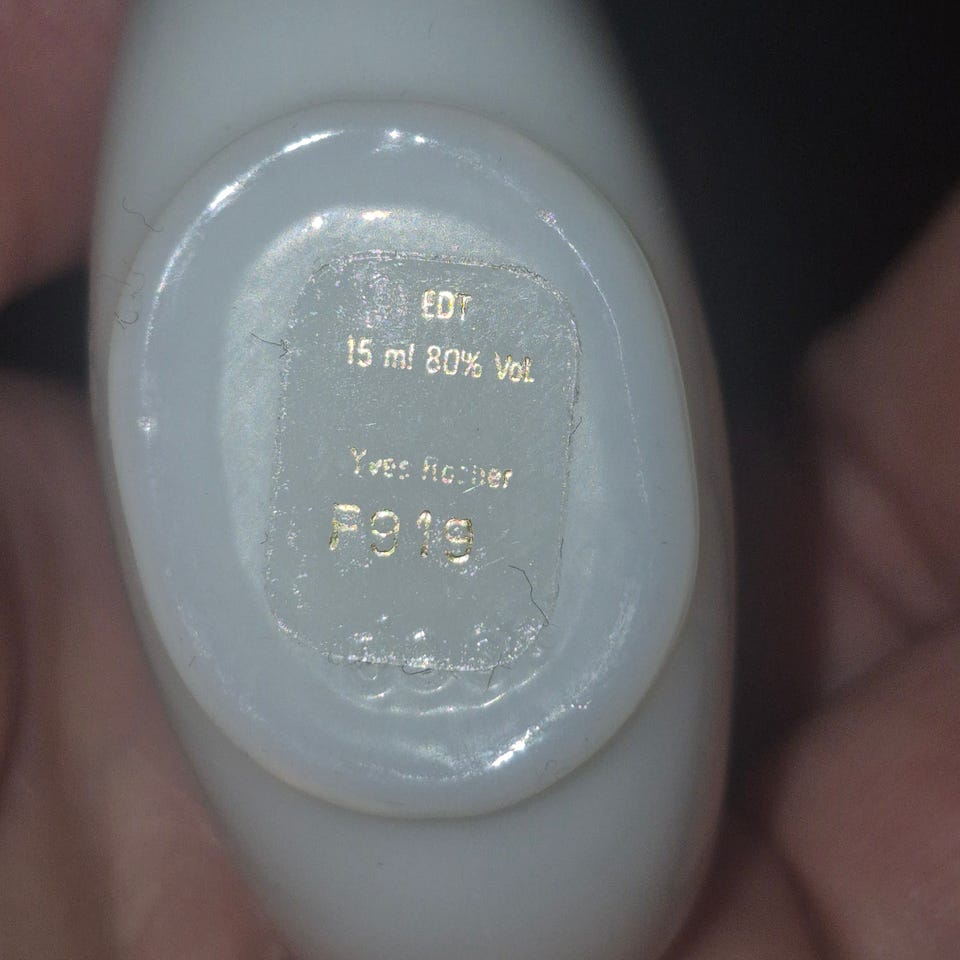 EDT
15 ml 80% Vol
Yves Rocher
F919